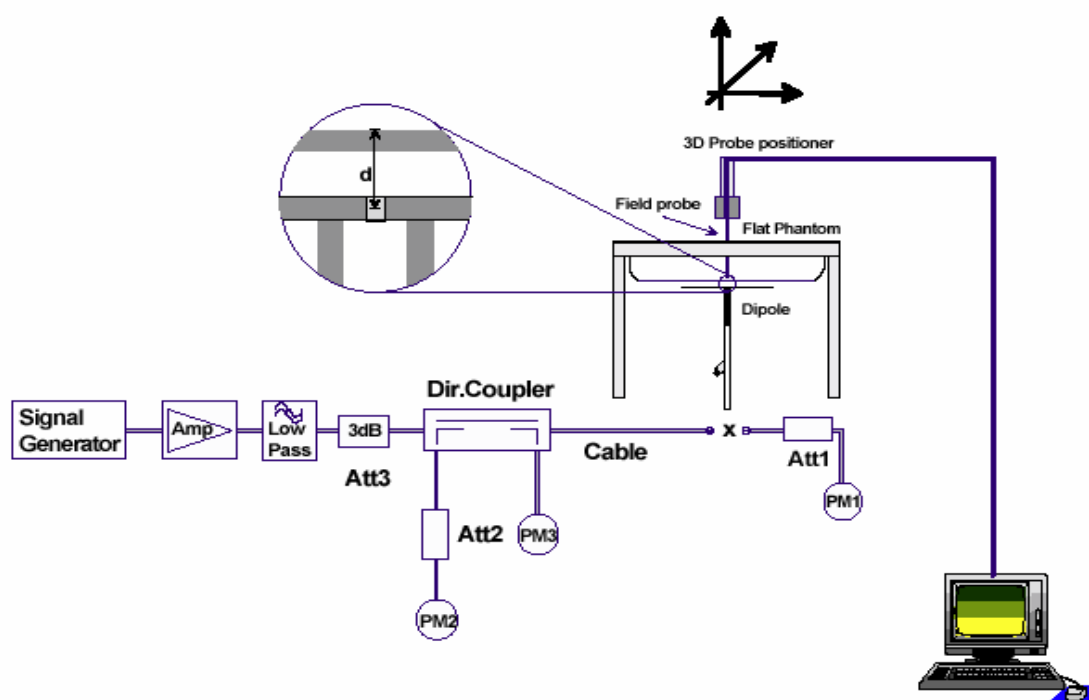 3D Probe positioner
d
Field probe
Flat Phantom
Dipole
Dir.Coupler
Signal
Generator
Amp
Low
Pass
3dB
Att3
Cable
x
Att1
PM1
Att2
PM3
PM2